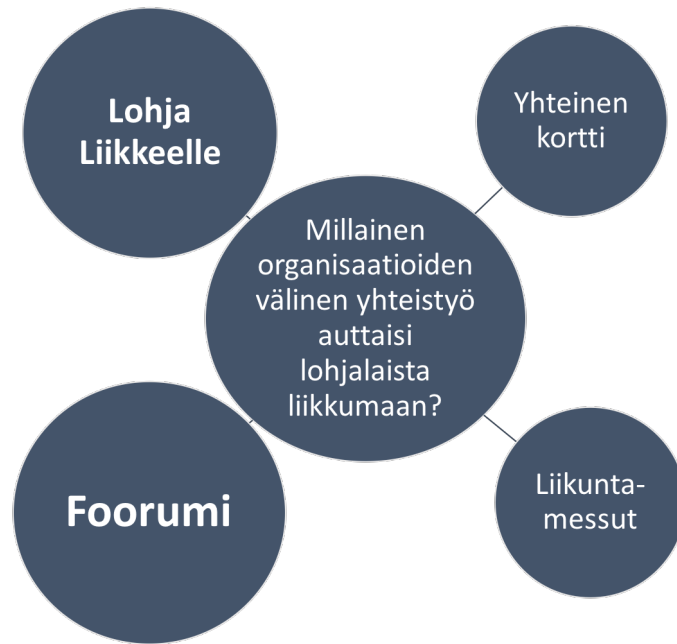 Lohja
Liikkeelle
Yhteinen
kortti
Millainen
organisaatioiden
välinen yhteistyö
auttaisi
lohjalaista
liikkumaan?
Foorumi
Liikunta-
messut